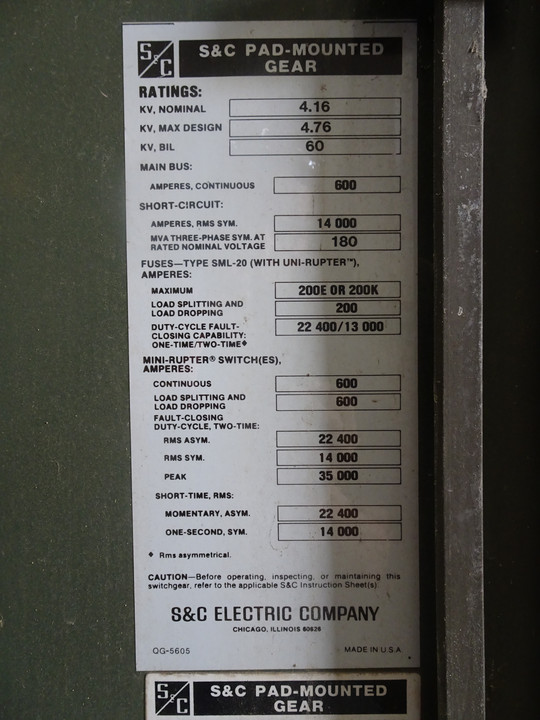 S&C
S&C PAD-MOUNTED
GEAR
RATINGS:
KV, NOMINAL 4.16
KV, MAX DESIGN 4.76
KV, BIL 60
MAIN BUS:
AMPERES, CONTINUOUS 600
SHORT-CIRCUIT:
AMPERES, RMS SYM. 14 000
MVA THREE-PHASE SYM. AT
RATED NOMINAL VOLTAGE 180
FUSES—TYPE SML-20 (WITH UNI-RUPTER™),
AMPERES:
MAXIMUM 200E OR 200K
LOAD SPLITTING AND
LOAD DROPPING 200
DUTY-CYCLE FAULT-
CLOSING CAPABILITY: 22 400/13 000
ONE-TIME/TWO-TIME◆
MINI-RUPTER® SWITCH(ES),
AMPERES:
CONTINUOUS 600
LOAD SPLITTING AND
LOAD DROPPING 600
FAULT-CLOSING
DUTY-CYCLE, TWO-TIME:
RMS ASYM. 22 400
RMS SYM. 14 000
PEAK 35 000
SHORT-TIME, RMS:
MOMENTARY, ASYM. 22 400
ONE-SECOND, SYM. 14 000
◆ Rms asymmetrical.
CAUTION—Before operating, inspecting, or maintaining this
switchgear, refer to the applicable S&C Instruction Sheet(s)
S&C ELECTRIC COMPANY
CHICAGO, ILLINOIS 60626
QG-5605 MADE IN U.S.A.
S&C
S&C PAD-MOUNTED
GEAR